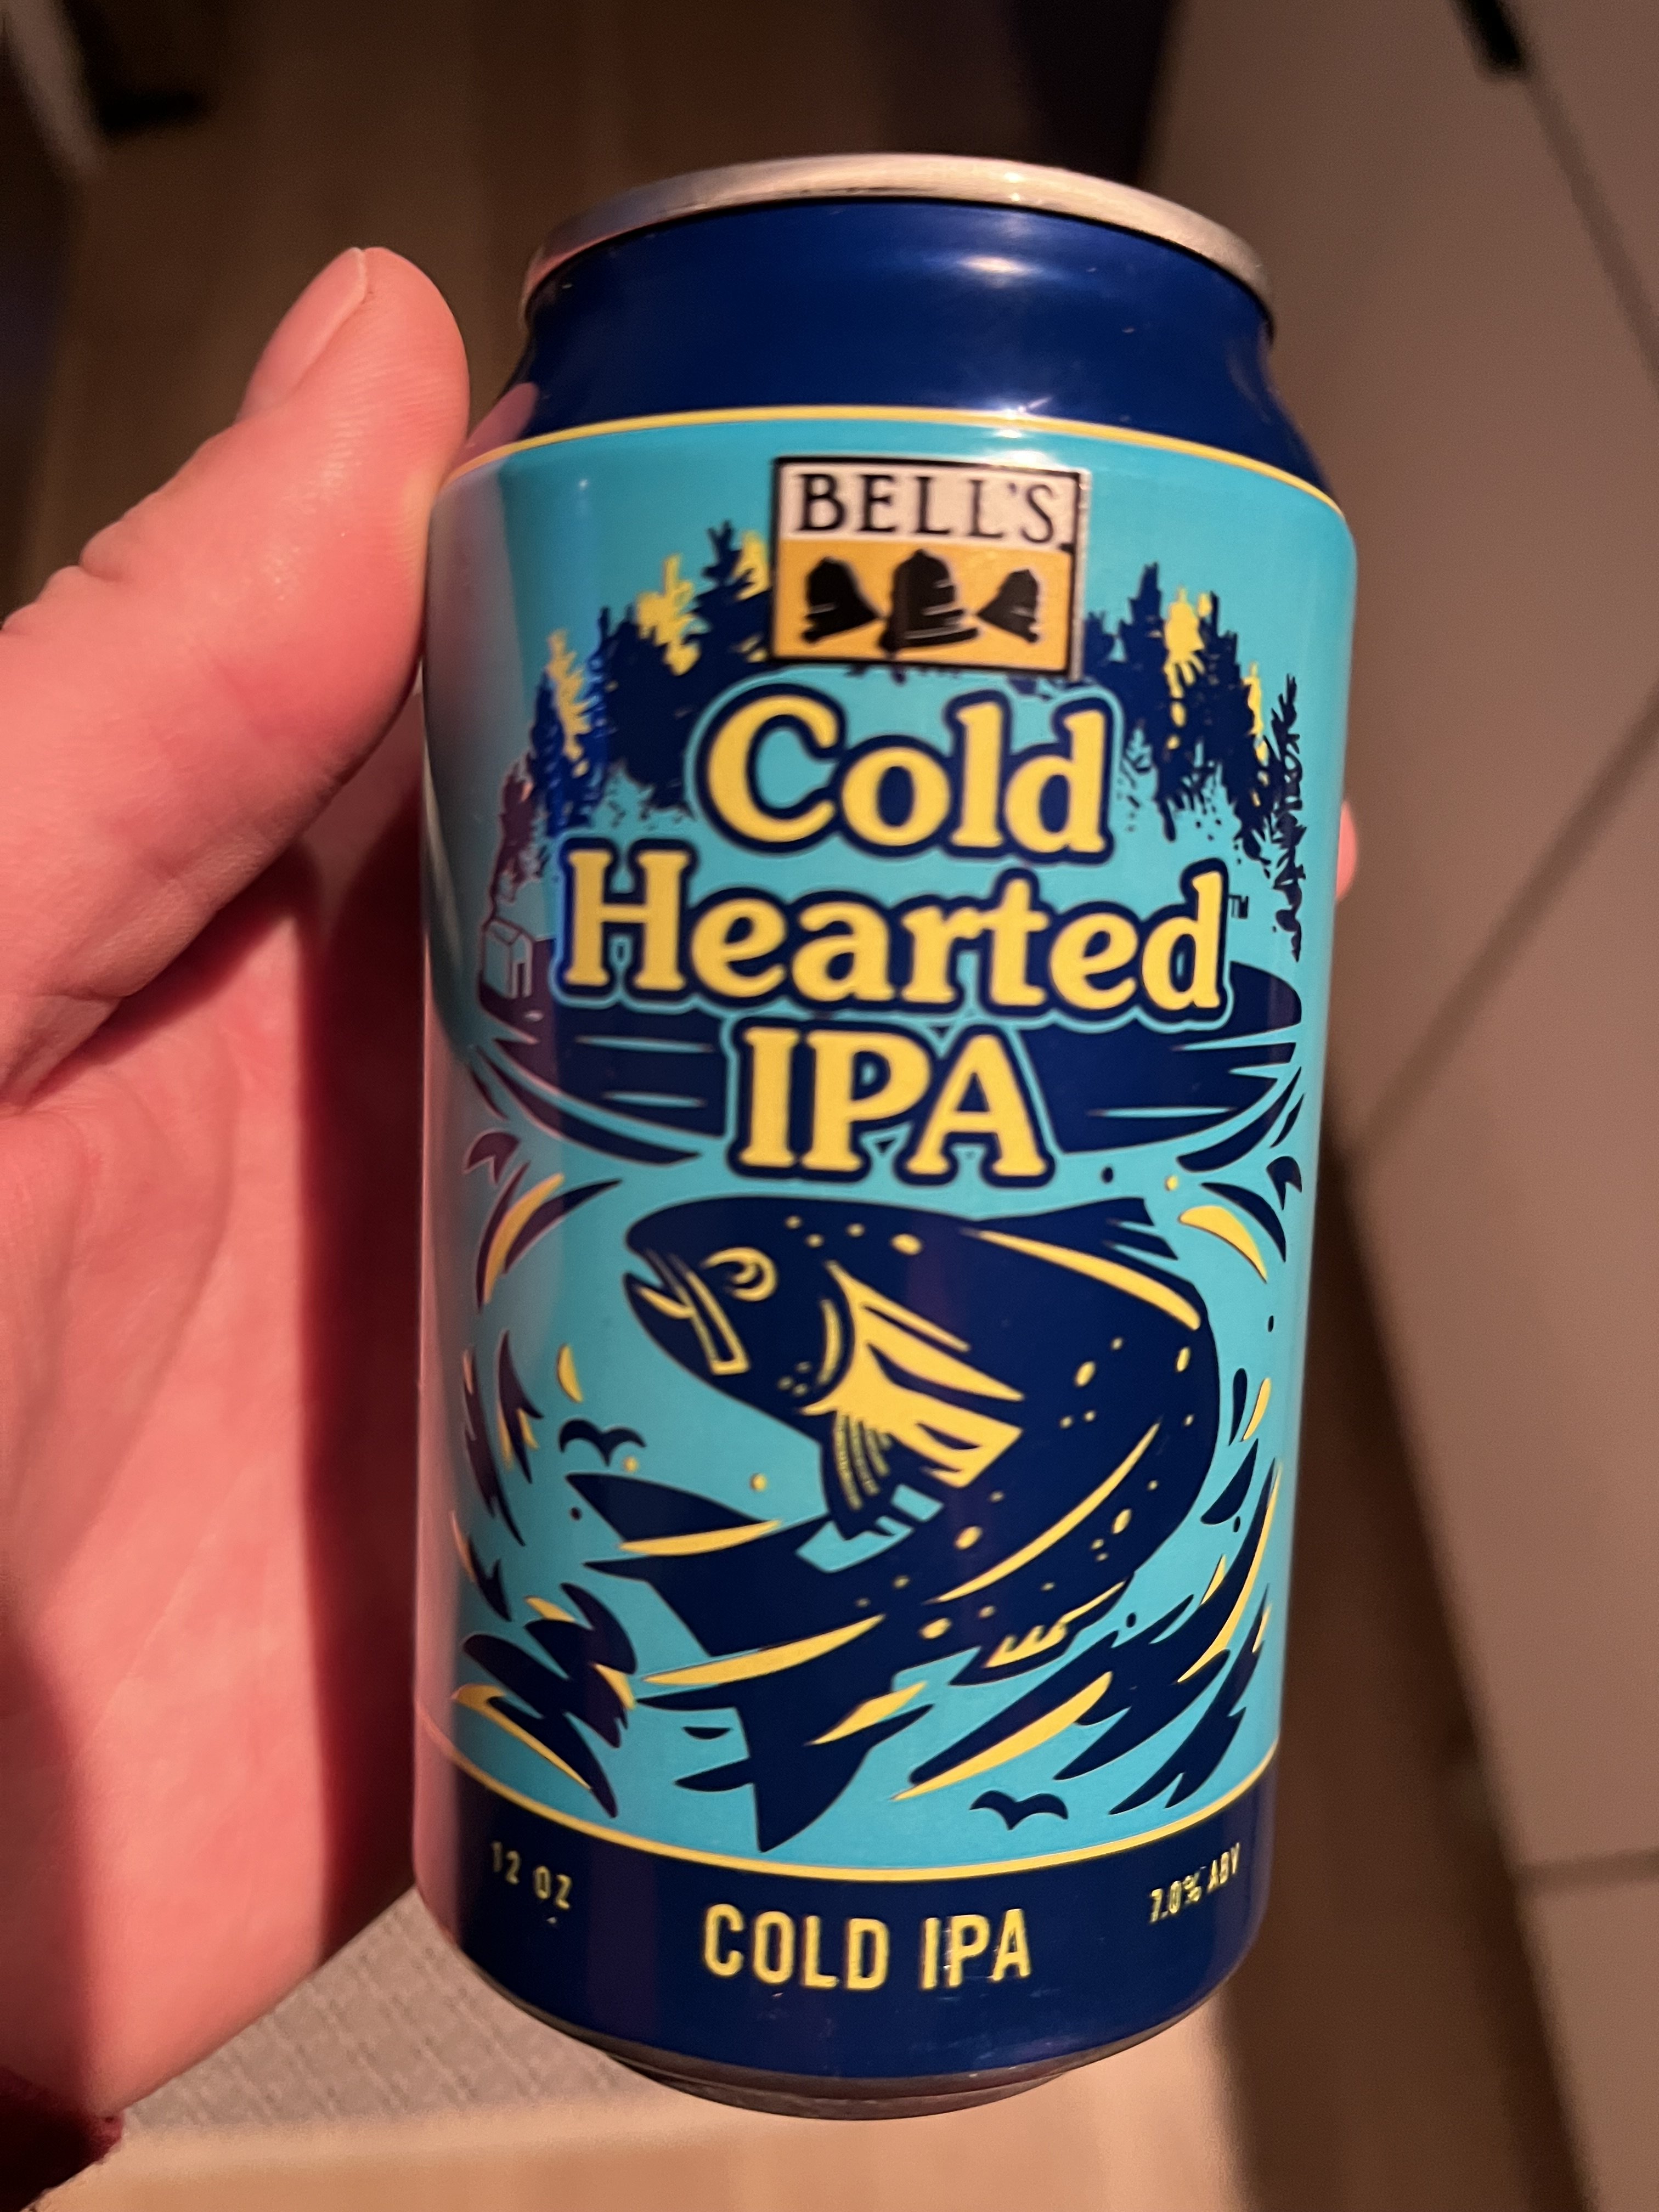 BELL'S
Cold
Hearted™
IPA
12 OZ
7.0% ABV
COLD IPA